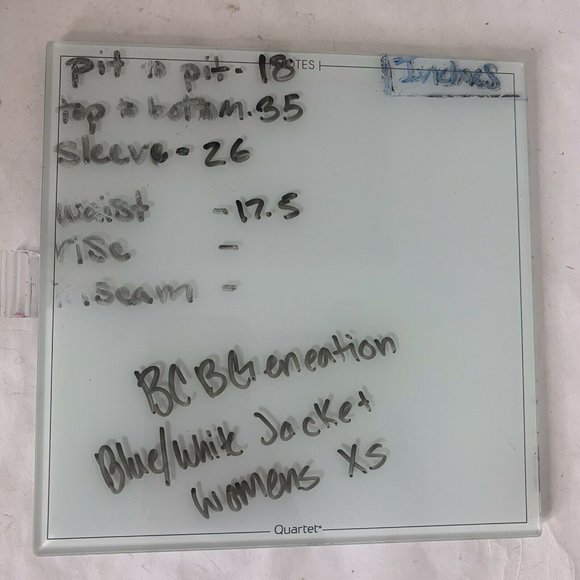 NOTES
Inches
pit to pit - 18
top to bottom - 35
sleeve - 26
waist - 17.5
rise -
inseam -
BCBGeneation
Blue/White Jacket
Womens XS
Quartet